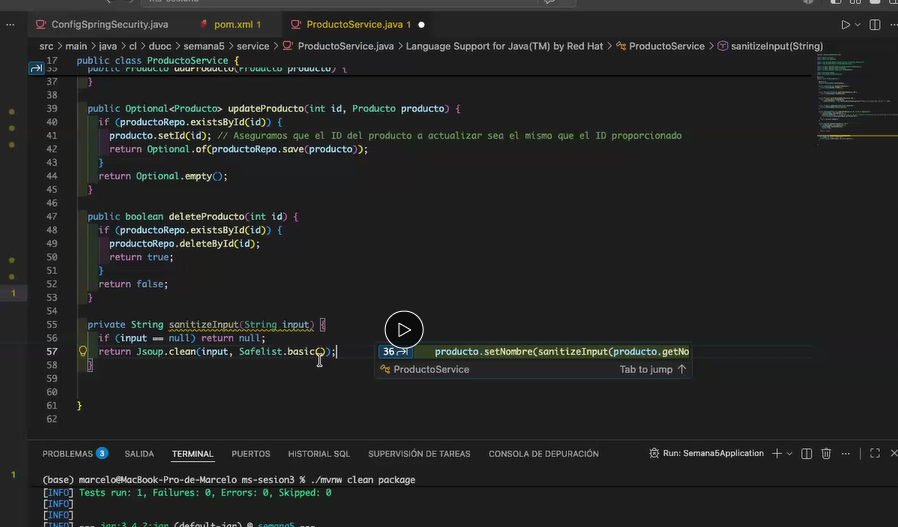 ms-sesion3
ConfigSpringSecurity.java
pom.xml 1
ProductoService.java 1
src > main > java > cl > duoc > semana5 > service > ProductoService.java > Language Support for Java(TM) by Red Hat > ProductoService > sanitizeInput(String)
17 public class ProductoService {
35 public Producto addProducto(Producto producto) {
37 }
38
39 public Optional<Producto> updateProducto(int id, Producto producto) {
40 if (productoRepo.existsById(id)) {
41 producto.setId(id); // Aseguramos que el ID del producto a actualizar sea el mismo que el ID proporcionado
42 return Optional.of(productoRepo.save(producto));
43 }
44 return Optional.empty();
45 }
46
47 public boolean deleteProducto(int id) {
48 if (productoRepo.existsById(id)) {
49 productoRepo.deleteById(id);
50 return true;
51 }
52 return false;
53 }
54
55 private String sanitizeInput(String input) {
56 if (input == null) return null;
57 return Jsoup.clean(input, Safelist.basic());
36 producto.setNombre(sanitizeInput(producto.getNo
58 }
ProductoService Tab to jump
59
60
61 }
62
1
1
PROBLEMAS 3 SALIDA TERMINAL PUERTOS HISTORIAL SQL SUPERVISIÓN DE TAREAS CONSOLA DE DEPURACIÓN Run: Semana5Application
(base) marcelo@MacBook-Pro-de-Marcelo ms-sesion3 % ./mvnw clean package
[INFO] Tests run: 1, Failures: 0, Errors: 0, Skipped: 0
[INFO]
[INFO]
[INFO] --- jar:3.4.2:jar (default-jar) @ semana5 ---